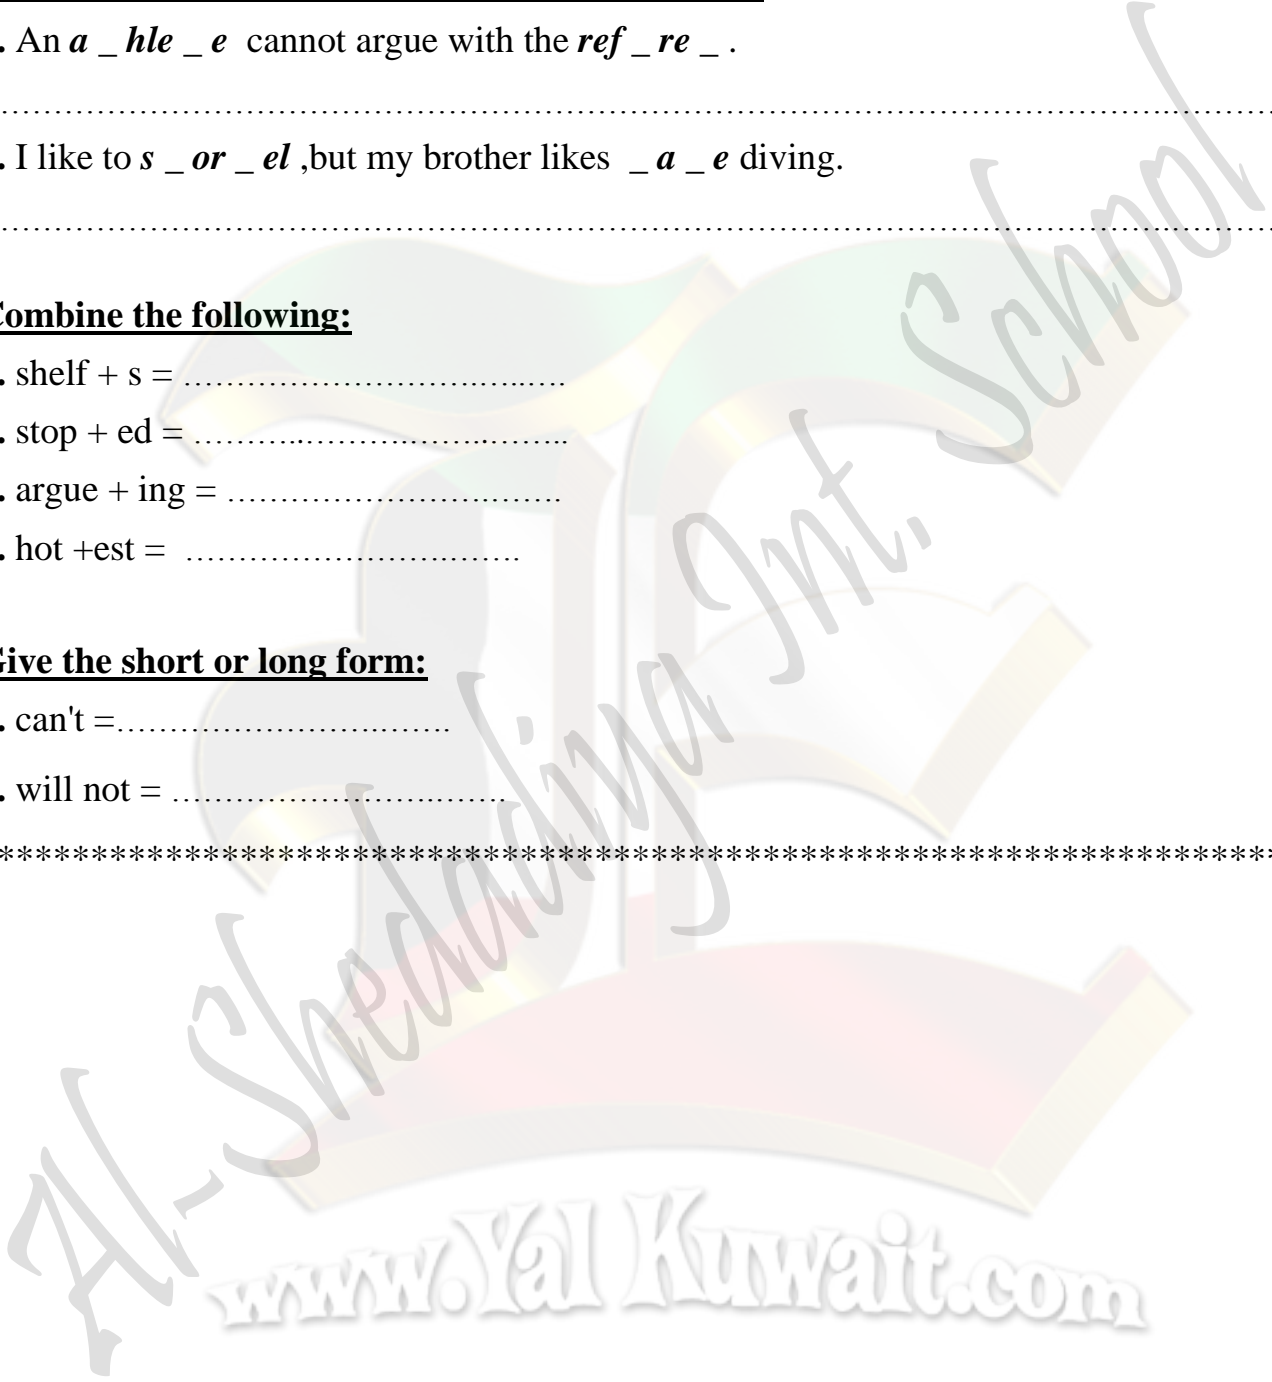 . An a _ hle _ e cannot argue with the ref _ re _ .
……………………………………………………………………………………………
. I like to s _ or _ el ,but my brother likes _ a _ e diving.
……………………………………………………………………………………………
Combine the following:
. shelf + s = ……………………………….
. stop + ed = ……………………………..
. argue + ing = …………………………….
. hot +est = …………………………….
Give the short or long form:
. can't =…………………………….
. will not = …………………………….
**********************************************************************
Al-Shedadiya Int. School
www.Yal Kuwait.com